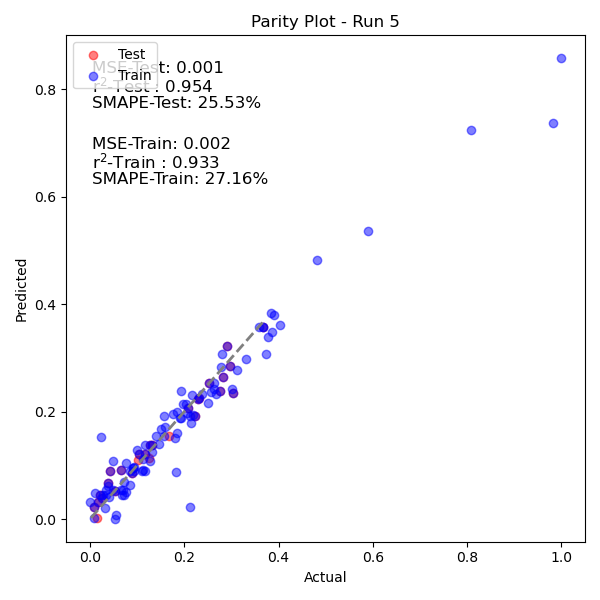 Parity Plot - Run 5
Test
Train
MSE-Test: 0.001
r²-Test : 0.954
SMAPE-Test: 25.53%
MSE-Train: 0.002
r²-Train : 0.933
SMAPE-Train: 27.16%
Predicted
0.8
0.6
0.4
0.2
0.0
0.0 0.2 0.4 0.6 0.8 1.0
Actual